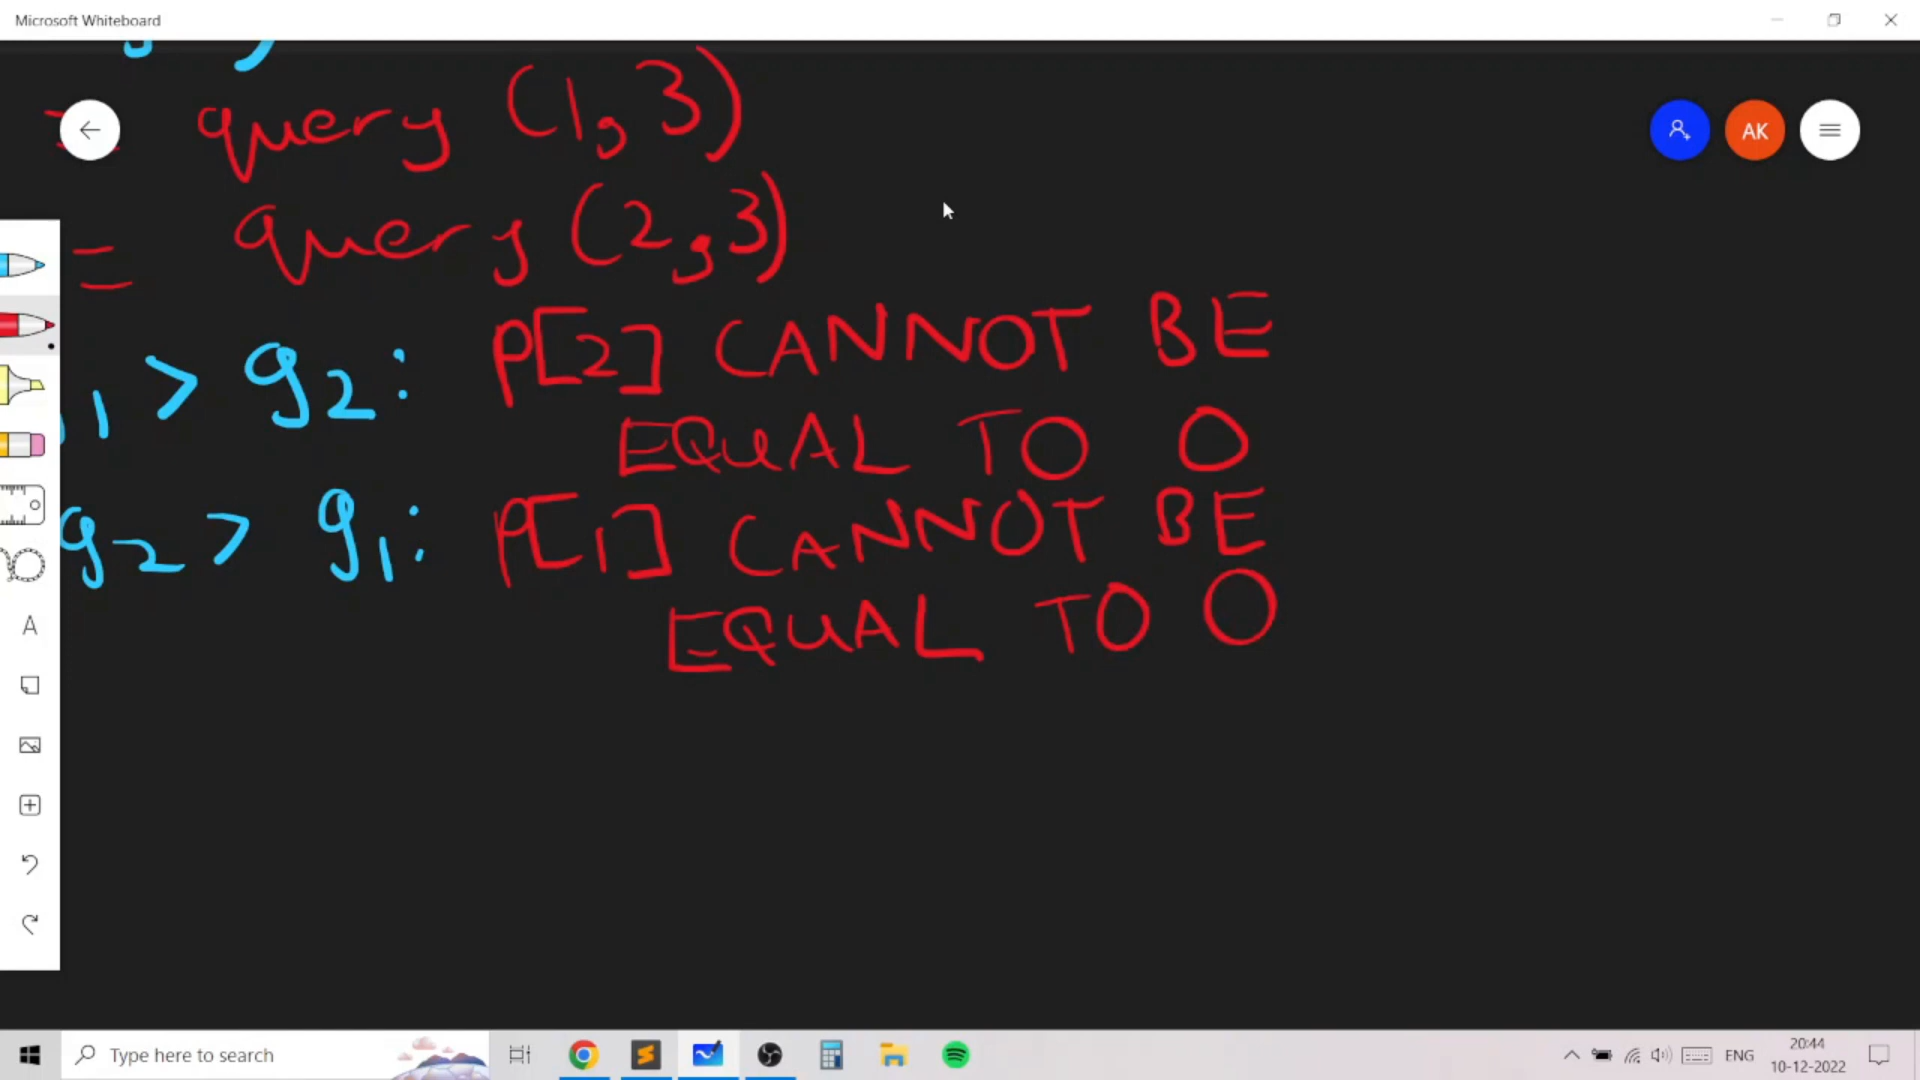 Microsoft Whiteboard
query (1, 3)
= query (2, 3)
AK
1 > g2: p[2] CANNOT BE
EQUAL TO 0
g2 > g1: p[1] CANNOT BE
EQUAL TO 0
A
Type here to search
ENG
20:44
10-12-2022